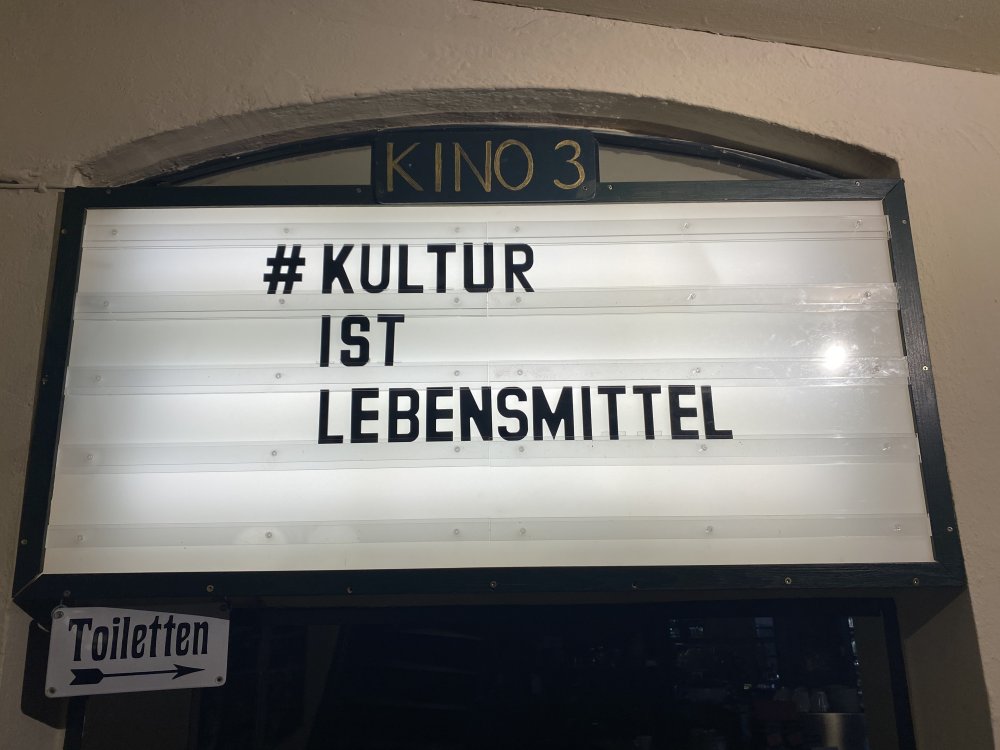 KINO 3
# KULTUR
IST
LEBENSMITTEL
Toiletten